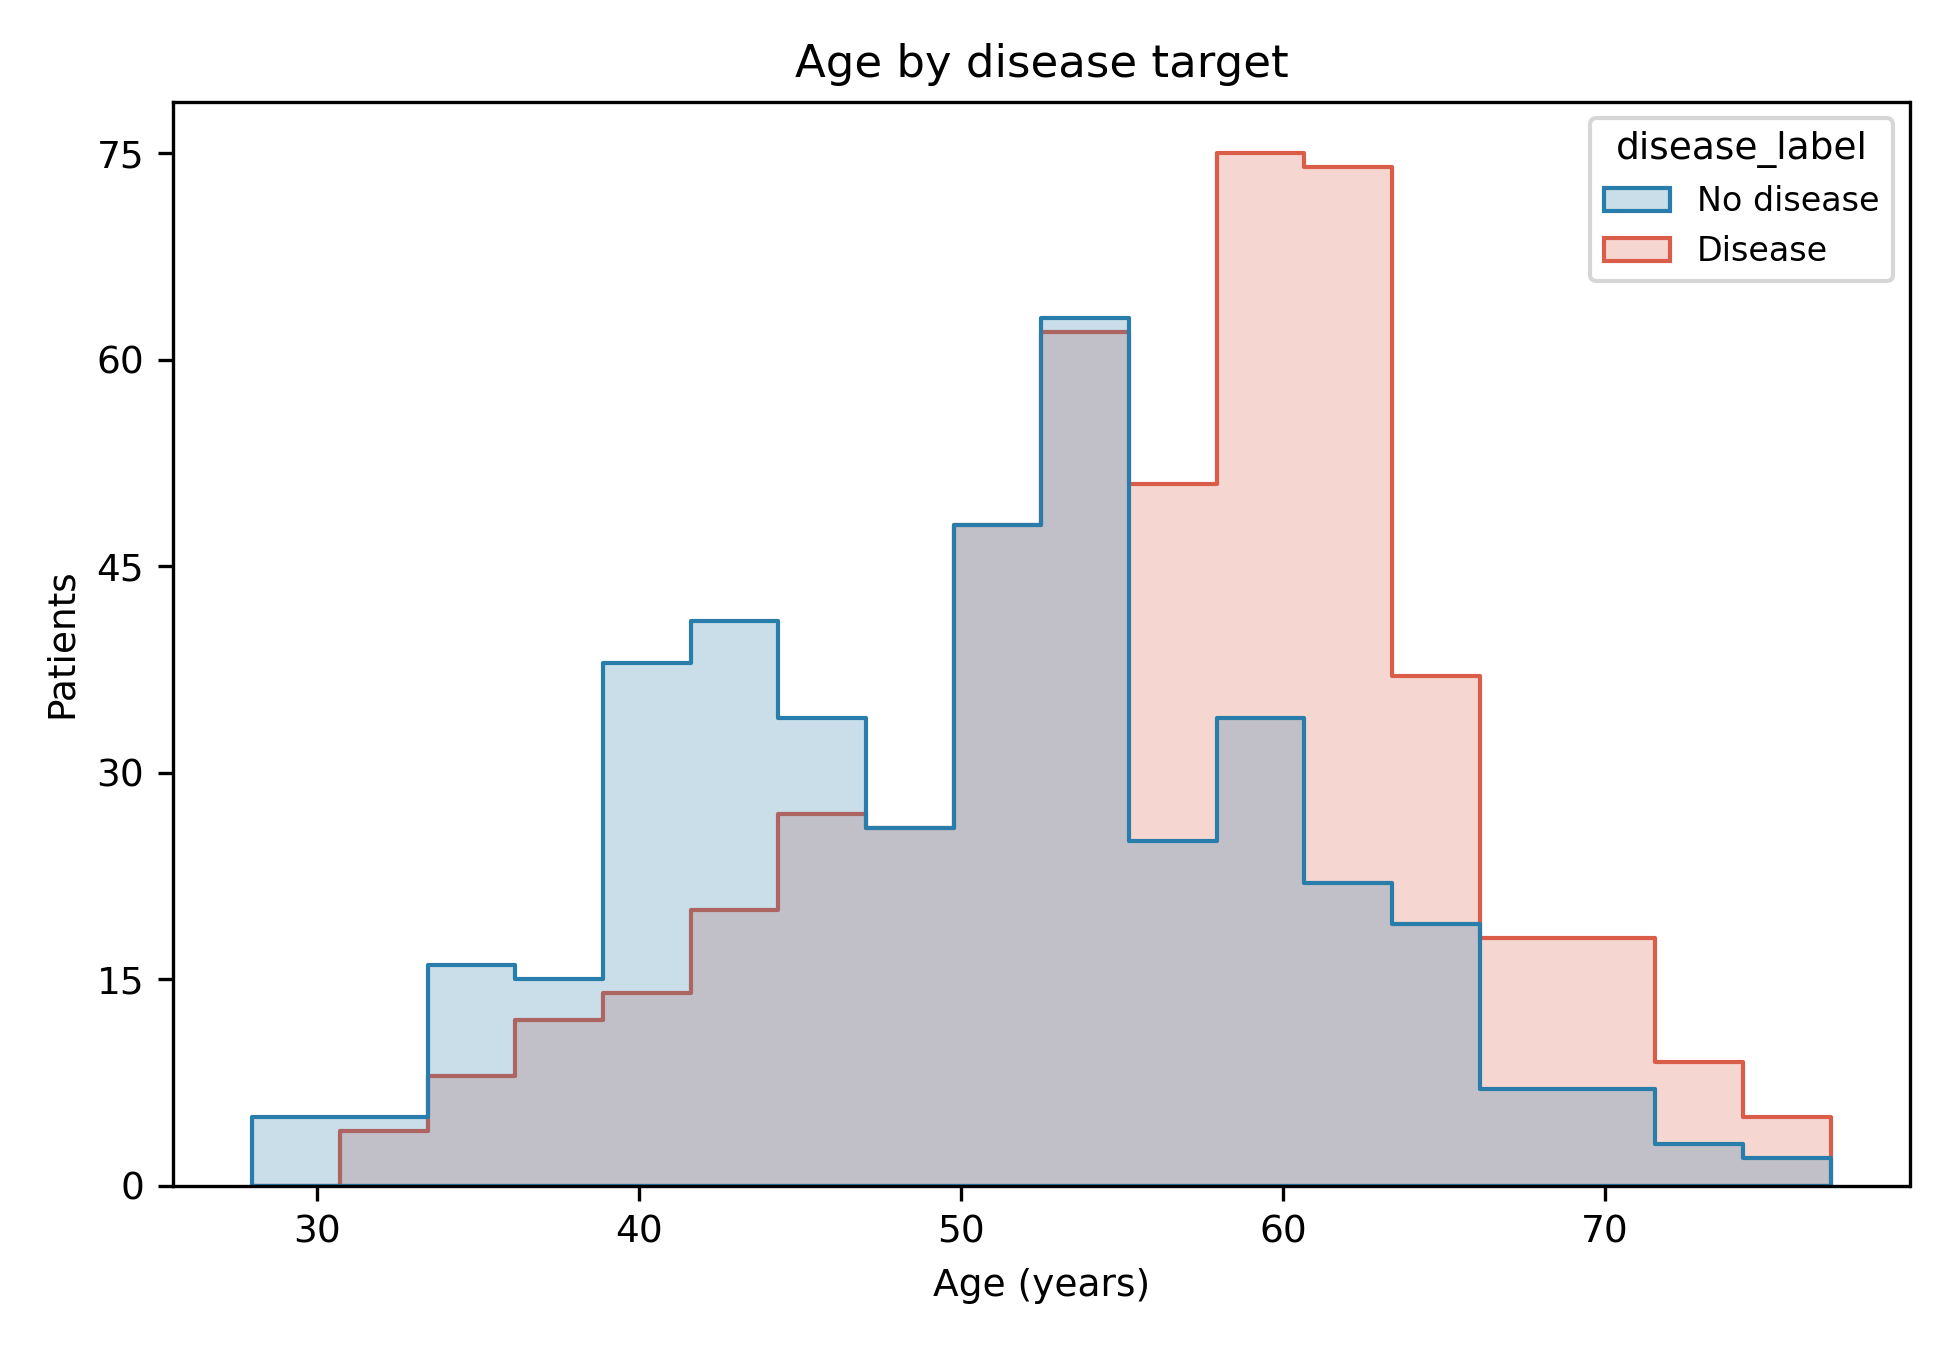 Age by disease target
disease_label
No disease
Disease
Patients
75
60
45
30
15
0
30 40 50 60 70
Age (years)